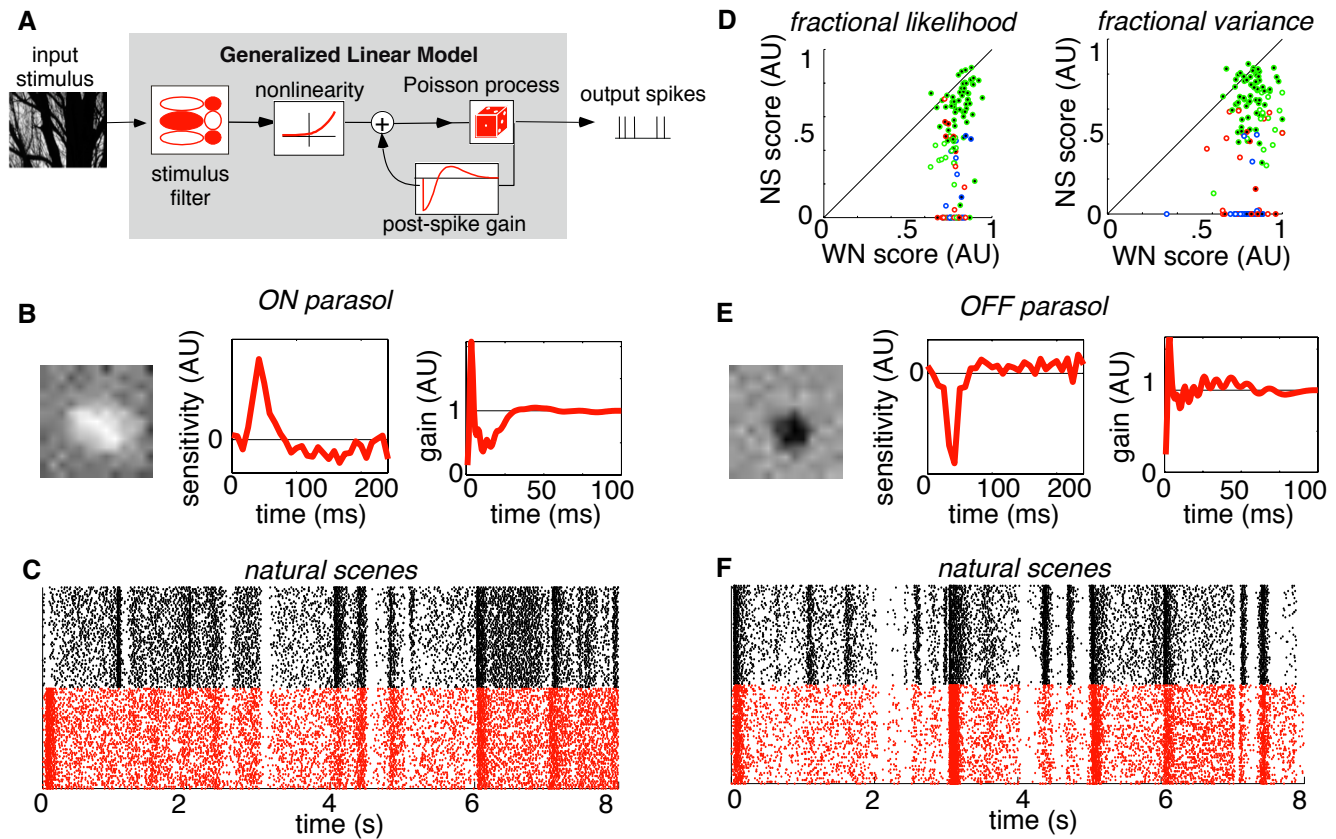 A
input
stimulus
Generalized Linear Model
nonlinearity
Poisson process
output spikes
+
stimulus
filter
post-spike gain
D
fractional likelihood
fractional variance
NS score (AU)
1
.5
0
0
.5
1
WN score (AU)
NS score (AU)
1
.5
0
0
.5
1
WN score (AU)
B
ON parasol
sensitivity (AU)
0
0
100
200
time (ms)
gain (AU)
1
0
0
50
100
time (ms)
E
OFF parasol
sensitivity (AU)
0
0
100
200
time (ms)
gain (AU)
1
0
0
50
100
time (ms)
C
natural scenes
0
2
4
6
8
time (s)
F
natural scenes
0
2
4
6
8
time (s)